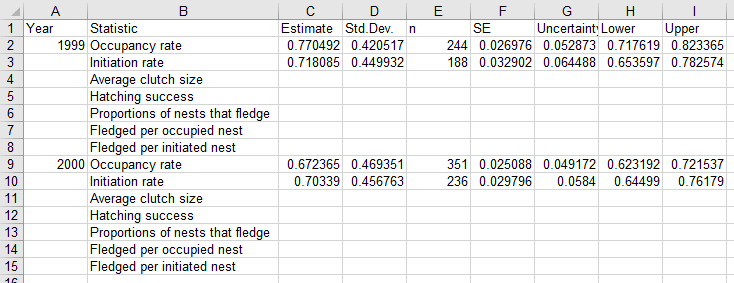 A B C D E F G H I
1 Year Statistic Estimate Std.Dev. n SE Uncertainty Lower Upper
2 1999 Occupancy rate 0.770492 0.420517 244 0.026976 0.052873 0.717619 0.823365
3 Initiation rate 0.718085 0.449932 188 0.032902 0.064488 0.653597 0.782574
4 Average clutch size
5 Hatching success
6 Proportions of nests that fledge
7 Fledged per occupied nest
8 Fledged per initiated nest
9 2000 Occupancy rate 0.672365 0.469351 351 0.025088 0.049172 0.623192 0.721537
10 Initiation rate 0.70339 0.456763 236 0.029796 0.0584 0.64499 0.76179
11 Average clutch size
12 Hatching success
13 Proportions of nests that fledge
14 Fledged per occupied nest
15 Fledged per initiated nest
16